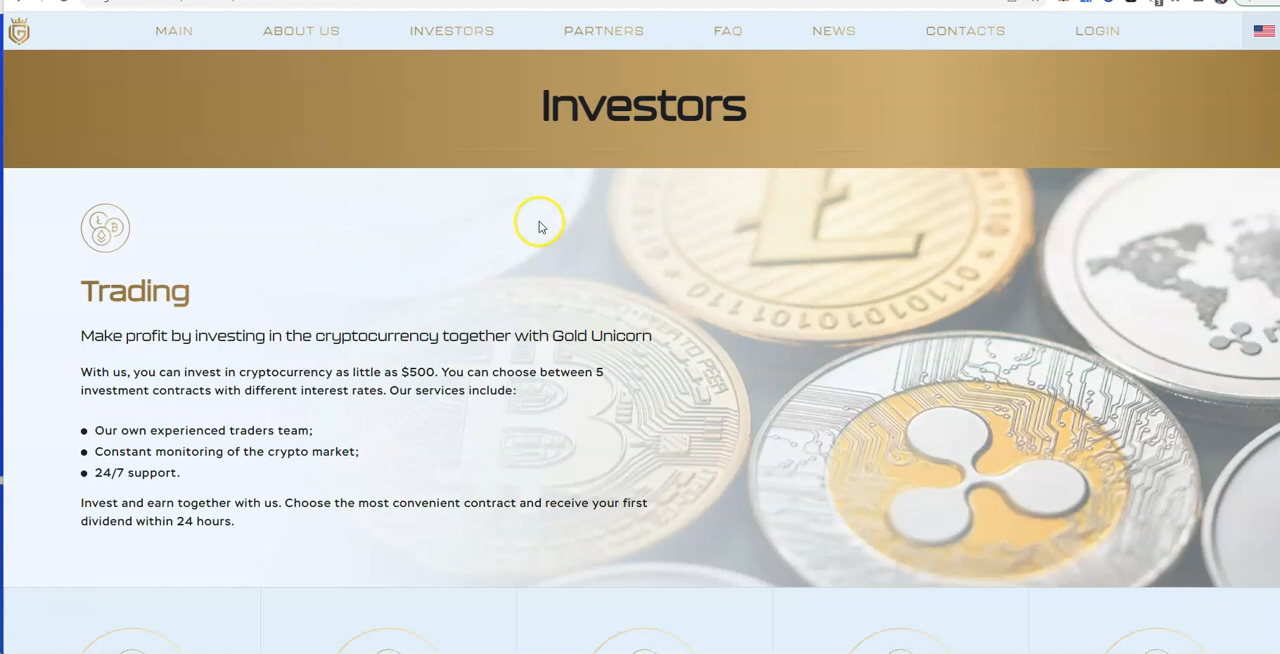 MAIN ABOUT US INVESTORS PARTNERS FAQ NEWS CONTACTS LOGIN
Investors
Trading
Make profit by investing in the cryptocurrency together with Gold Unicorn
With us, you can invest in cryptocurrency as little as $500. You can choose between 5
investment contracts with different interest rates. Our services include:
● Our own experienced traders team;
● Constant monitoring of the crypto market;
● 24/7 support.
Invest and earn together with us. Choose the most convenient contract and receive your first
dividend within 24 hours.